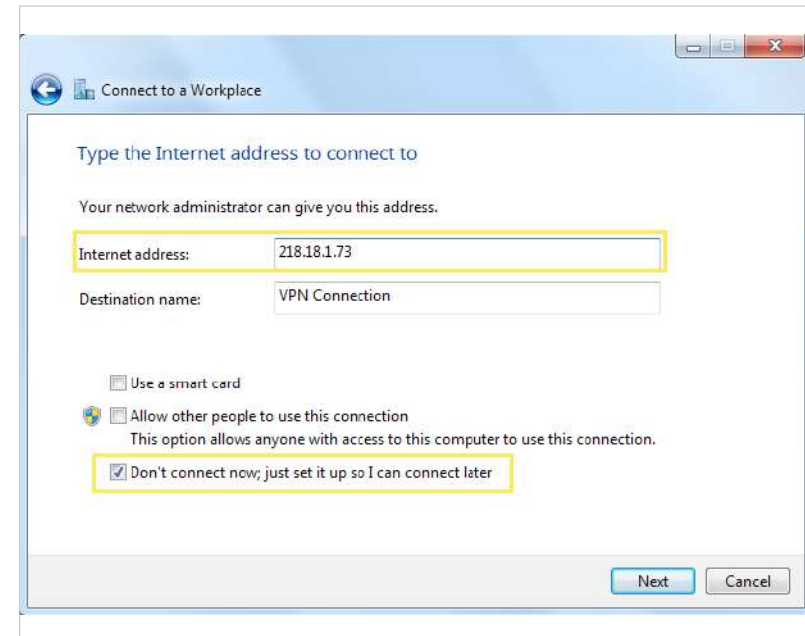 Connect to a Workplace
Type the Internet address to connect to
Your network administrator can give you this address.
Internet address: 218.18.1.73
Destination name: VPN Connection
Use a smart card
Allow other people to use this connection
This option allows anyone with access to this computer to use this connection.
Don't connect now; just set it up so I can connect later
Next Cancel